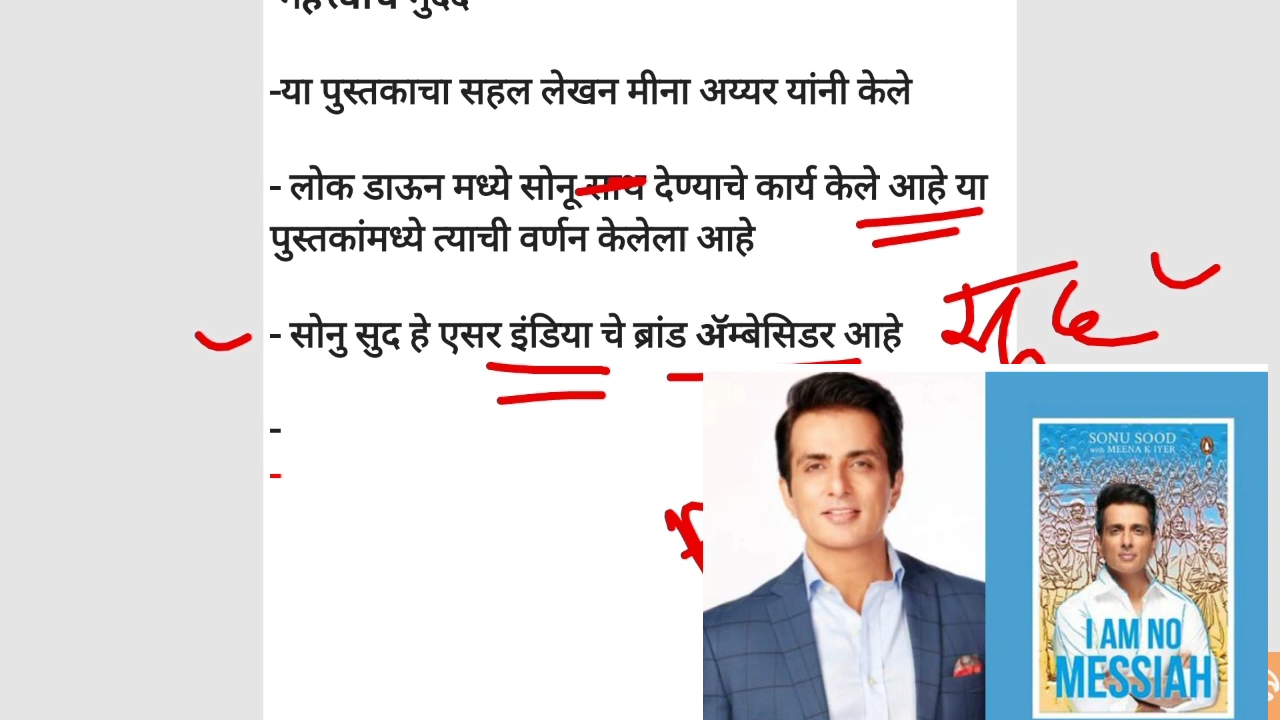 महत्त्वाचे मुद्दे
-या पुस्तकाचा सहल लेखन मीना अय्यर यांनी केले
- लोक डाऊन मध्ये सोनू साथ देण्याचे कार्य केले आहे या
पुस्तकांमध्ये त्याची वर्णन केलेला आहे
- सोनु सुद हे एसर इंडिया चे ब्रांड ॲम्बेसिडर आहे
सूद
-
-
SONU SOOD
with MEENA K IYER
I AM NO
MESSIAH